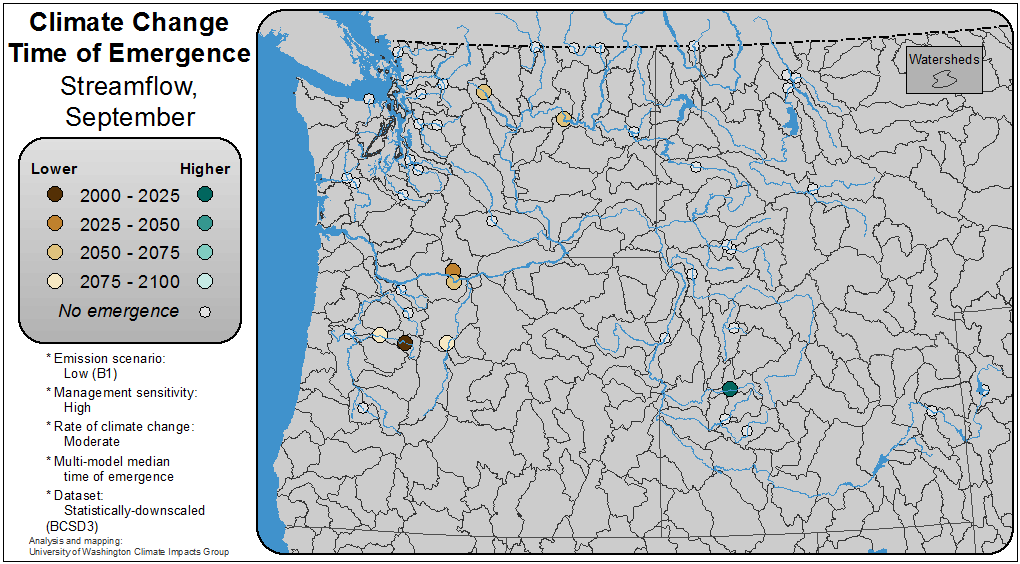 Climate Change
Time of Emergence
Streamflow,
September
Lower Higher
2000 - 2025
2025 - 2050
2050 - 2075
2075 - 2100
No emergence
* Emission scenario:
Low (B1)
* Management sensitivity:
High
* Rate of climate change:
Moderate
* Multi-model median
time of emergence
* Dataset:
Statistically-downscaled
(BCSD3)
Analysis and mapping:
University of Washington Climate Impacts Group
Watersheds